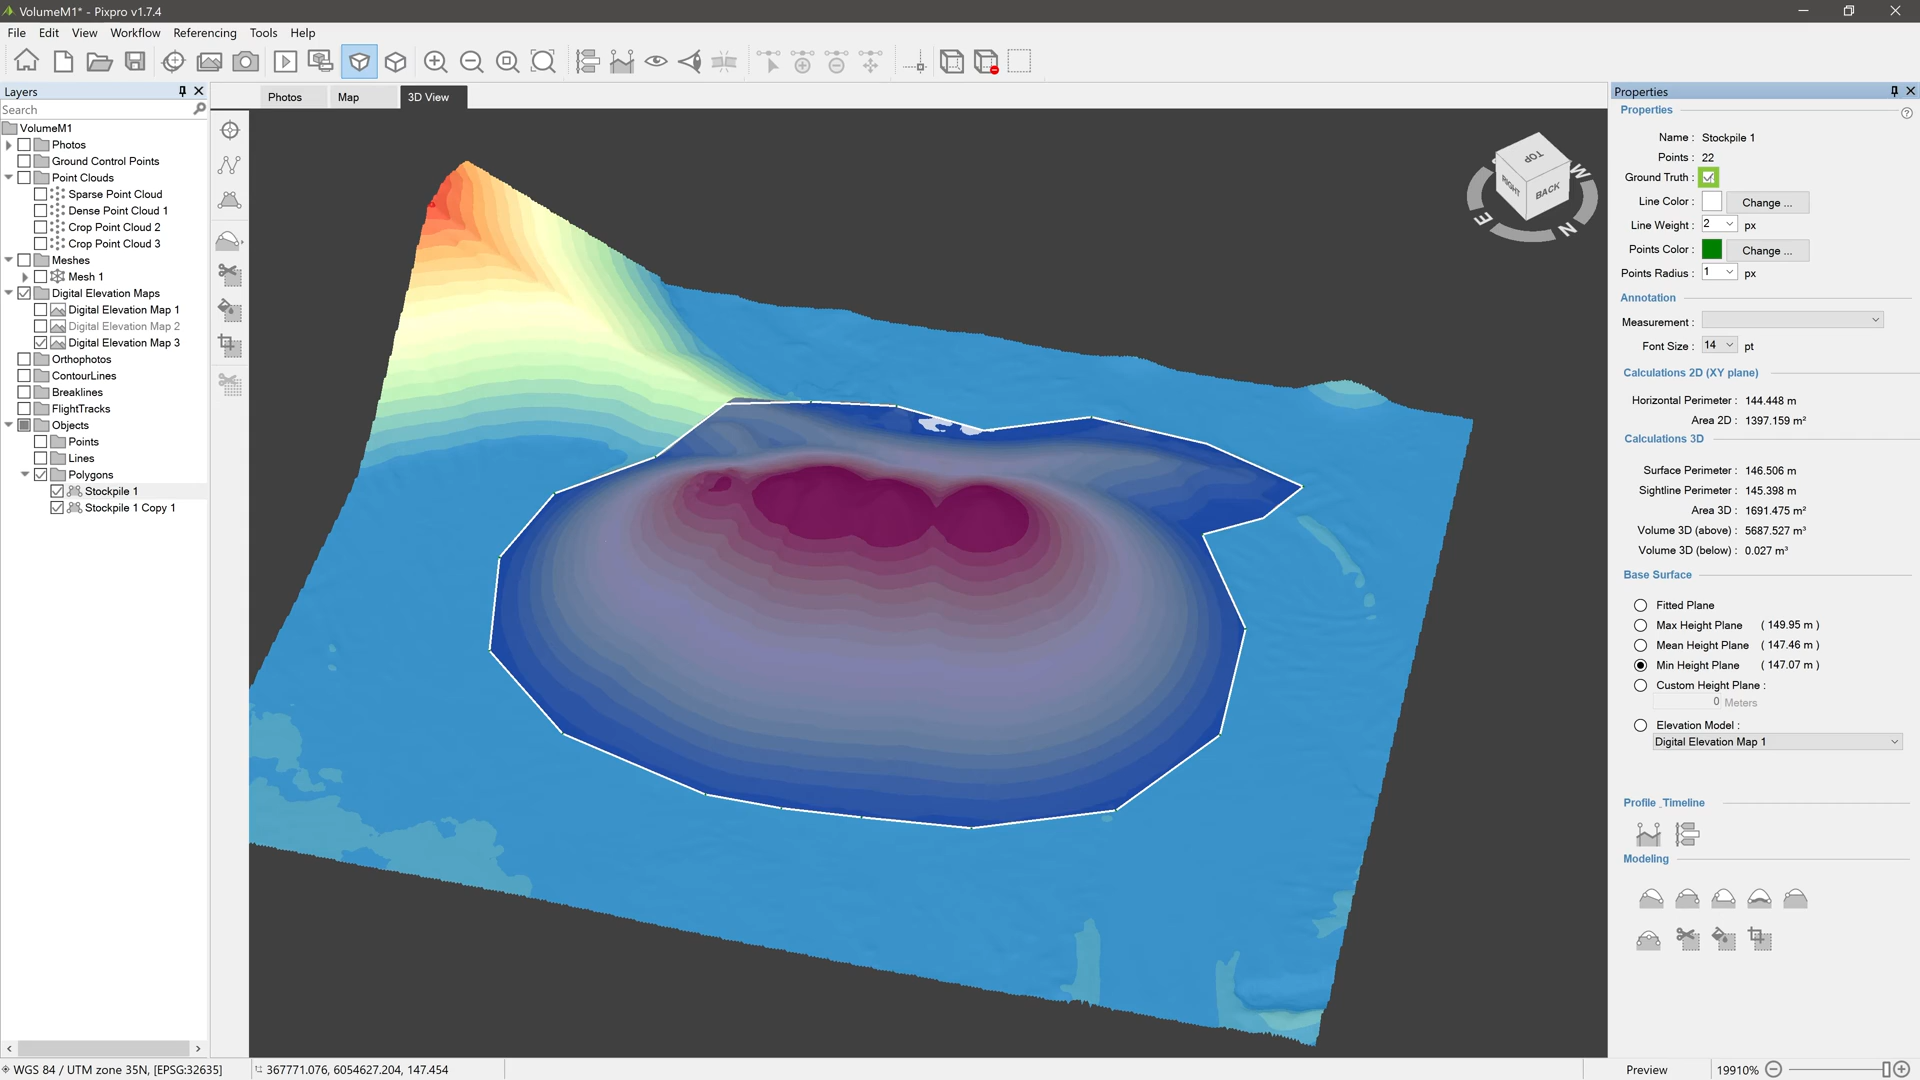 VolumeM1* - Pixpro v1.7.4
File Edit View Workflow Referencing Tools Help
Layers
Search
VolumeM1
Photos
Ground Control Points
Point Clouds
Sparse Point Cloud
Dense Point Cloud 1
Crop Point Cloud 2
Crop Point Cloud 3
Meshes
Mesh 1
Digital Elevation Maps
Digital Elevation Map 1
Digital Elevation Map 2
Digital Elevation Map 3
Orthophotos
ContourLines
Breaklines
FlightTracks
Objects
Points
Lines
Polygons
Stockpile 1
Stockpile 1 Copy 1
Photos Map 3D View
TOP
RIGHT BACK
W
E
N
Properties
Properties
Name : Stockpile 1
Points : 22
Ground Truth :
Line Color : Change ...
Line Weight : 2 px
Points Color : Change ...
Points Radius : 1 px
Annotation
Measurement :
Font Size : 14 pt
Calculations 2D (XY plane)
Horizontal Perimeter : 144.448 m
Area 2D : 1397.159 m²
Calculations 3D
Surface Perimeter : 146.506 m
Sightline Perimeter : 145.398 m
Area 3D : 1691.475 m²
Volume 3D (above) : 5687.527 m³
Volume 3D (below) : 0.027 m³
Base Surface
Fitted Plane
Max Height Plane ( 149.95 m )
Mean Height Plane ( 147.46 m )
Min Height Plane ( 147.07 m )
Custom Height Plane :
0 Meters
Elevation Model :
Digital Elevation Map 1
Profile_Timeline
Modeling
WGS 84 / UTM zone 35N, [EPSG:32635] 367771.076, 6054627.204, 147.454 Preview 19910%